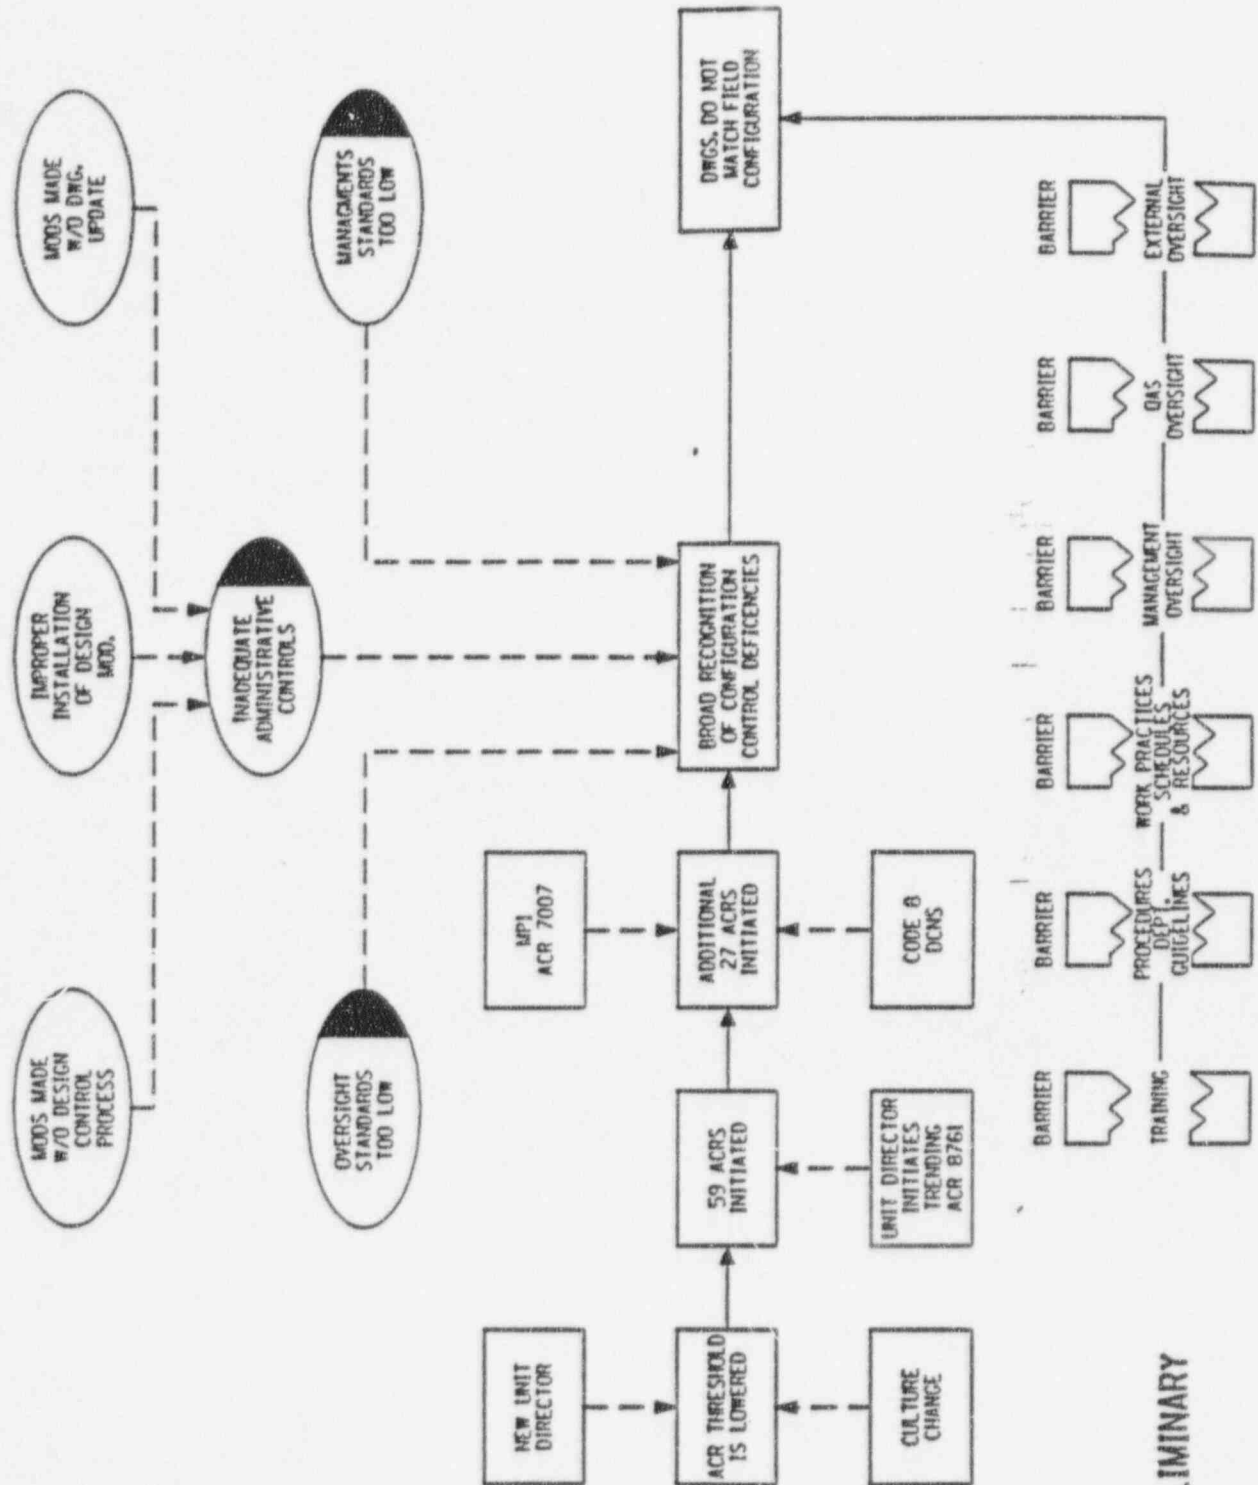 MODS MADE
W/O DESIGN
CONTROL
PROCESS
IMPROPER
INSTALLATION
OF DESIGN
MOD.
MODS MADE
W/O DWG.
UPDATE
INADEQUATE
ADMINISTRATIVE
CONTROLS
OVERSIGHT
STANDARDS
TOO LOW
MANAGMENTS
STANDARDS
TOO LOW
NEW UNIT
DIRECTOR
MP1
ACR 7007
ACR THRESHOLD
IS LOWERED
59 ACRS
INITIATED
ADDITIONAL
27 ACRS
INITIATED
BROAD RECOGNITION
OF CONFIGURATION
CONTROL DEFICENCIES
DWGS. DO NOT
MATCH FIELD
CONFIGURATION
CULTURE
CHANGE
UNIT DIRECTOR
INITIATES
TRENDING
ACR 8761
CODE 8
DCNS
BARRIER
BARRIER
BARRIER
BARRIER
BARRIER
BARRIER
TRAINING
PROCEDURES
DEPT.
GUIGELINES
WORK PRACTICES
SCHEDULES
& RESOURCES
MANAGEMENT
OVERSIGHT
QAS
OVERSIGHT
EXTERNAL
OVERSIGHT
IMINARY